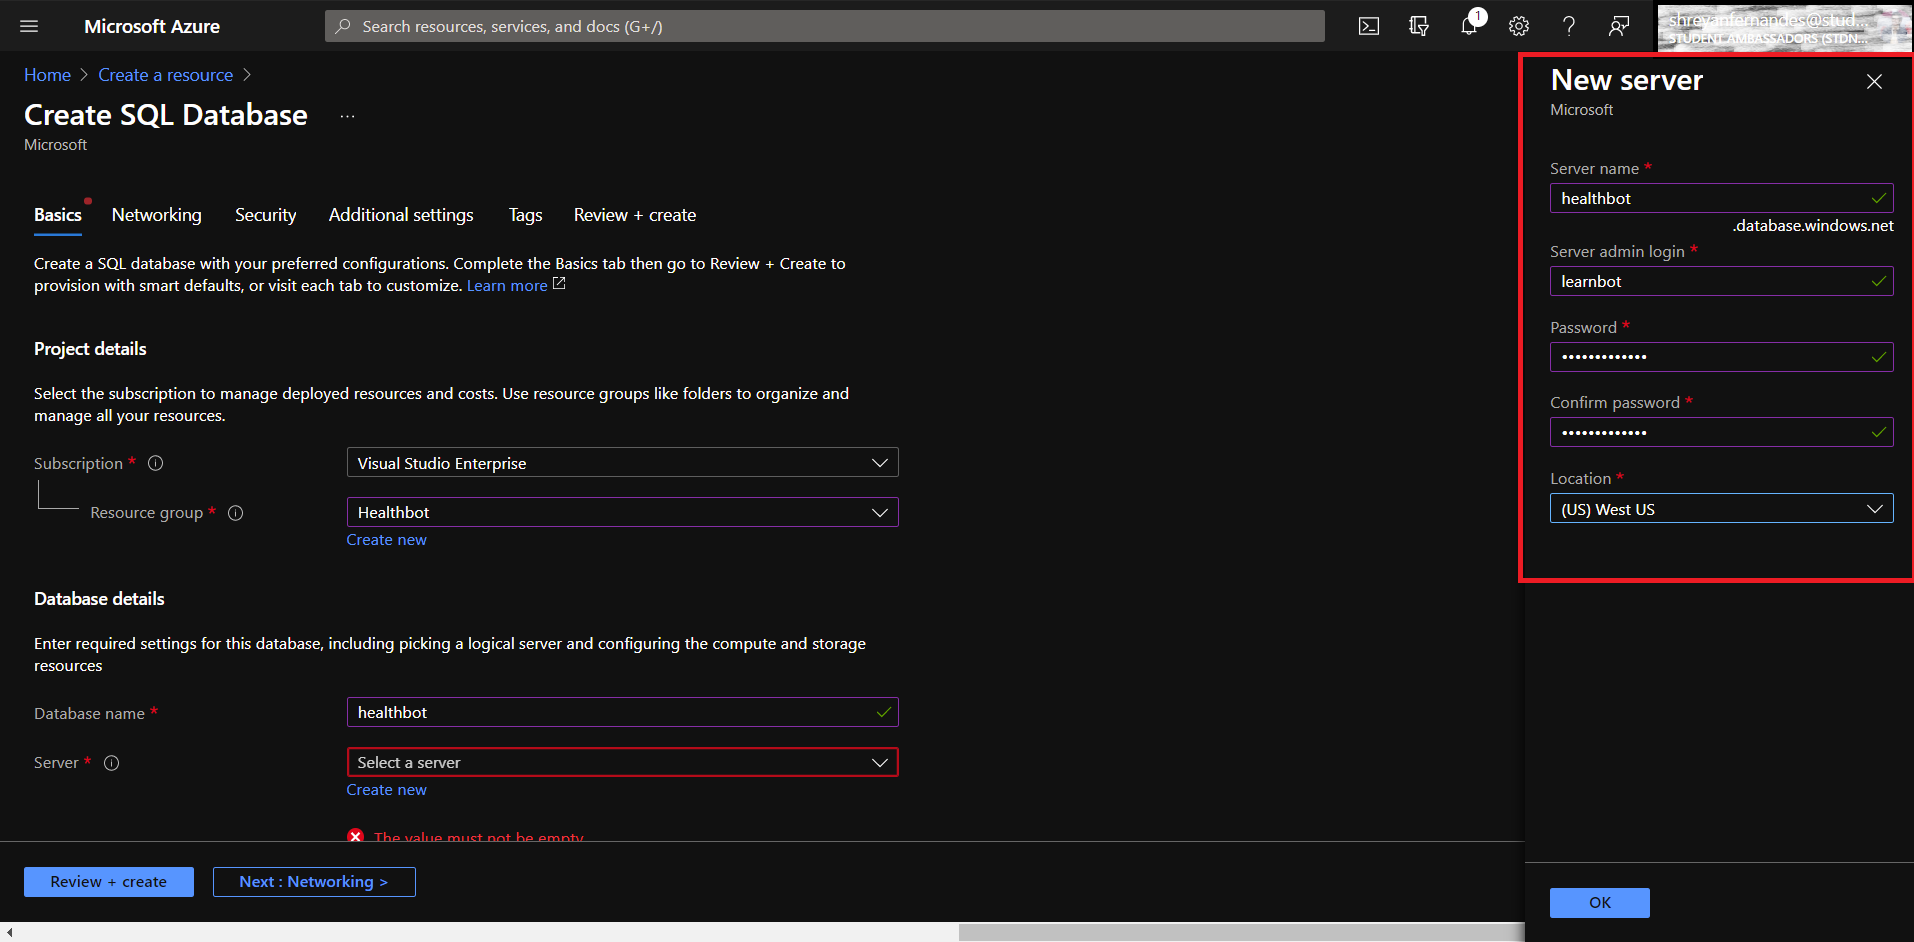 Microsoft Azure
Search resources, services, and docs (G+/)
1
shreyanfernandes@stud...
STUDENT AMBASSADORS (STDN...
Home > Create a resource >
Create SQL Database ...
Microsoft
Basics Networking Security Additional settings Tags Review + create
Create a SQL database with your preferred configurations. Complete the Basics tab then go to Review + Create to
provision with smart defaults, or visit each tab to customize. Learn more
Project details
Select the subscription to manage deployed resources and costs. Use resource groups like folders to organize and
manage all your resources.
Subscription * Visual Studio Enterprise
Resource group * Healthbot
Create new
Database details
Enter required settings for this database, including picking a logical server and configuring the compute and storage
resources
Database name * healthbot
Server * Select a server
Create new
The value must not be empty
Review + create
Next : Networking >
New server
Microsoft
Server name *
healthbot
.database.windows.net
Server admin login *
learnbot
Password *
•••••••••••••
Confirm password *
•••••••••••••
Location *
(US) West US
OK